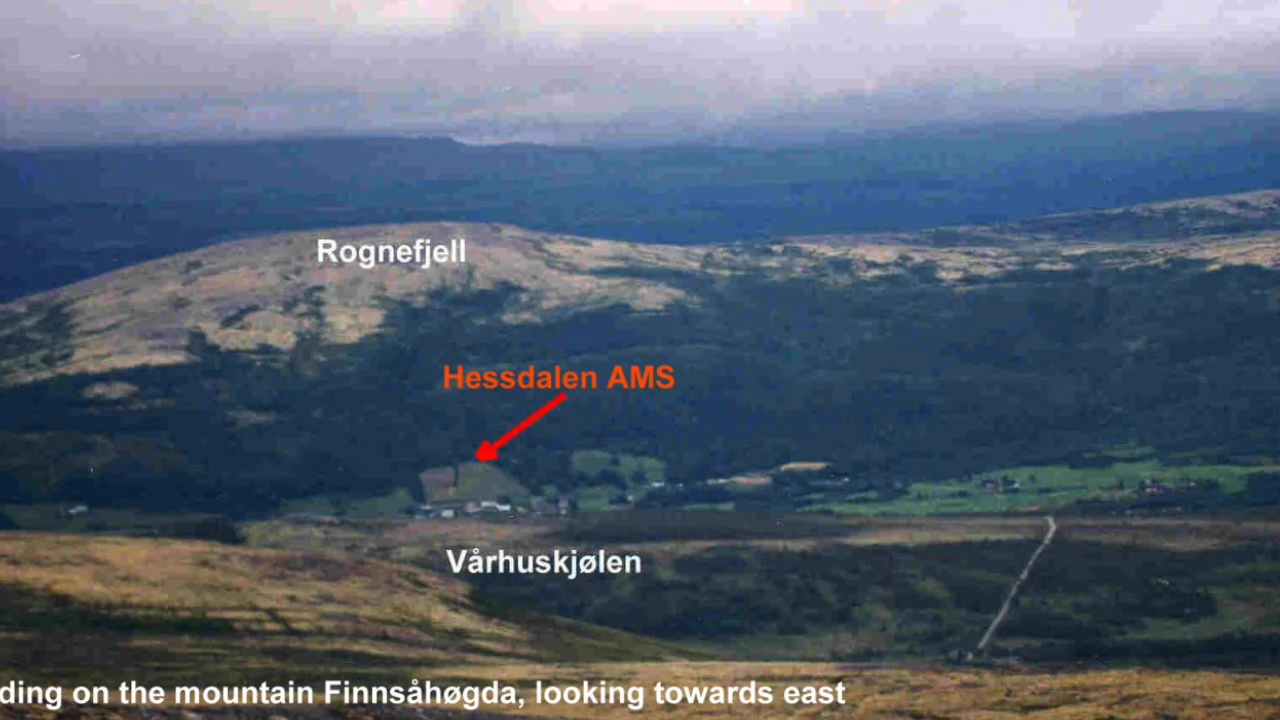 Rognefjell
Hessdalen AMS
Vårhuskjølen
ding on the mountain Finnsåhøgda, looking towards east